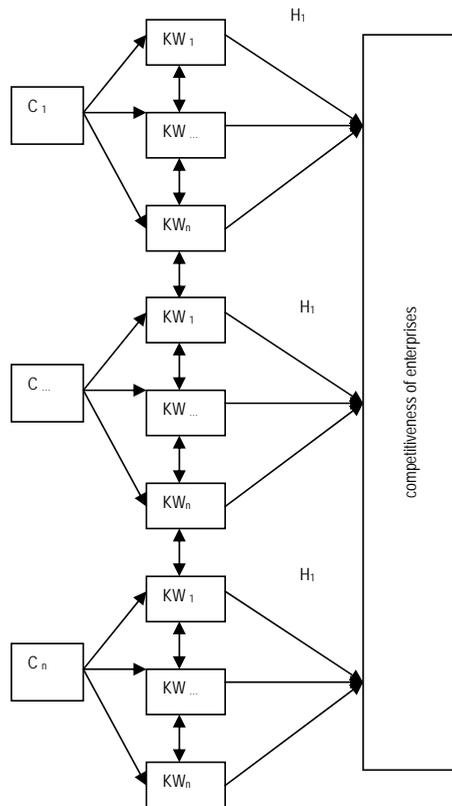 H₁
KW ₁
C ₁
KW ...
KWₙ
KW ₁
H₁
C ...
KW ...
KWₙ
H₁
KW ₁
C ₙ
KW ...
KWₙ
competitiveness of enterprises